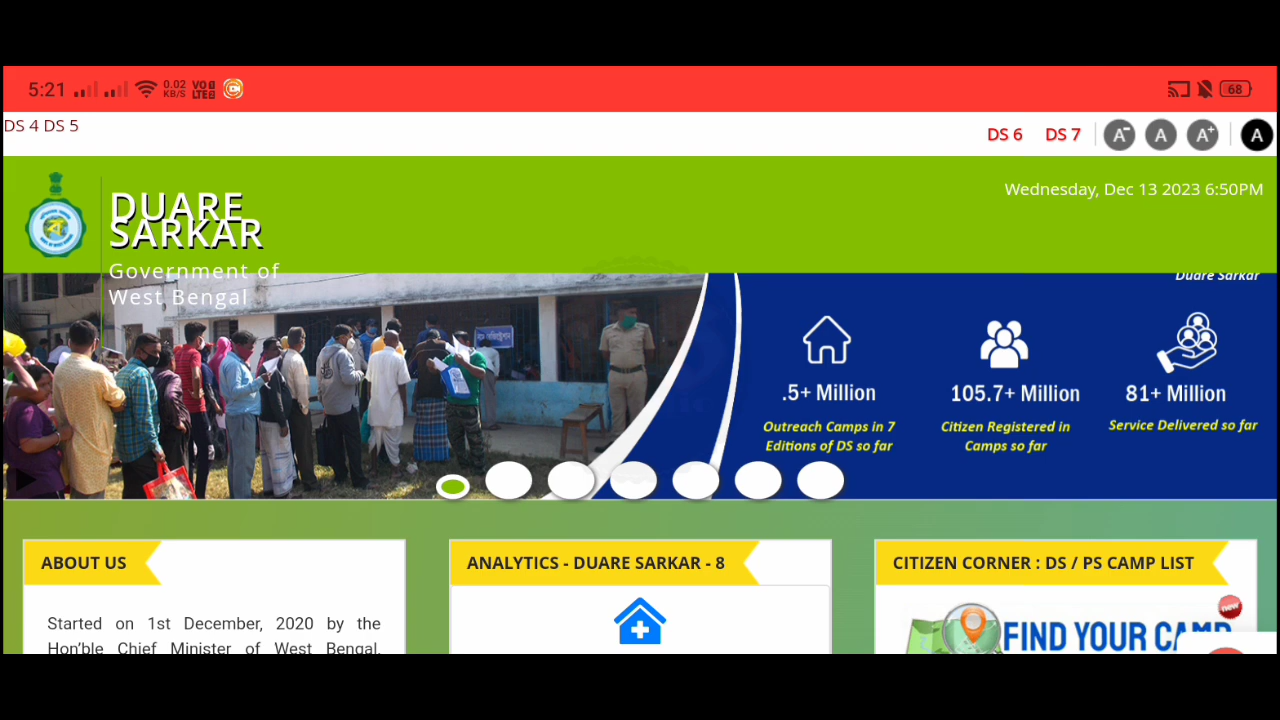 5:21
0.02
KB/S
VO
LTE2
68
DS 4 DS 5
DS 6 DS 7
A- A A+ A
DUARE
SARKAR
Government of
West Bengal
Wednesday, Dec 13 2023 6:50PM
Duare Sarkar
.5+ Million
105.7+ Million
81+ Million
Outreach Camps in 7
Editions of DS so far
Citizen Registered in
Camps so far
Service Delivered so far
ABOUT US
Started on 1st December, 2020 by the
Hon'ble Chief Minister of West Bengal,
ANALYTICS - DUARE SARKAR - 8
CITIZEN CORNER : DS / PS CAMP LIST
new
FIND YOUR CAMP